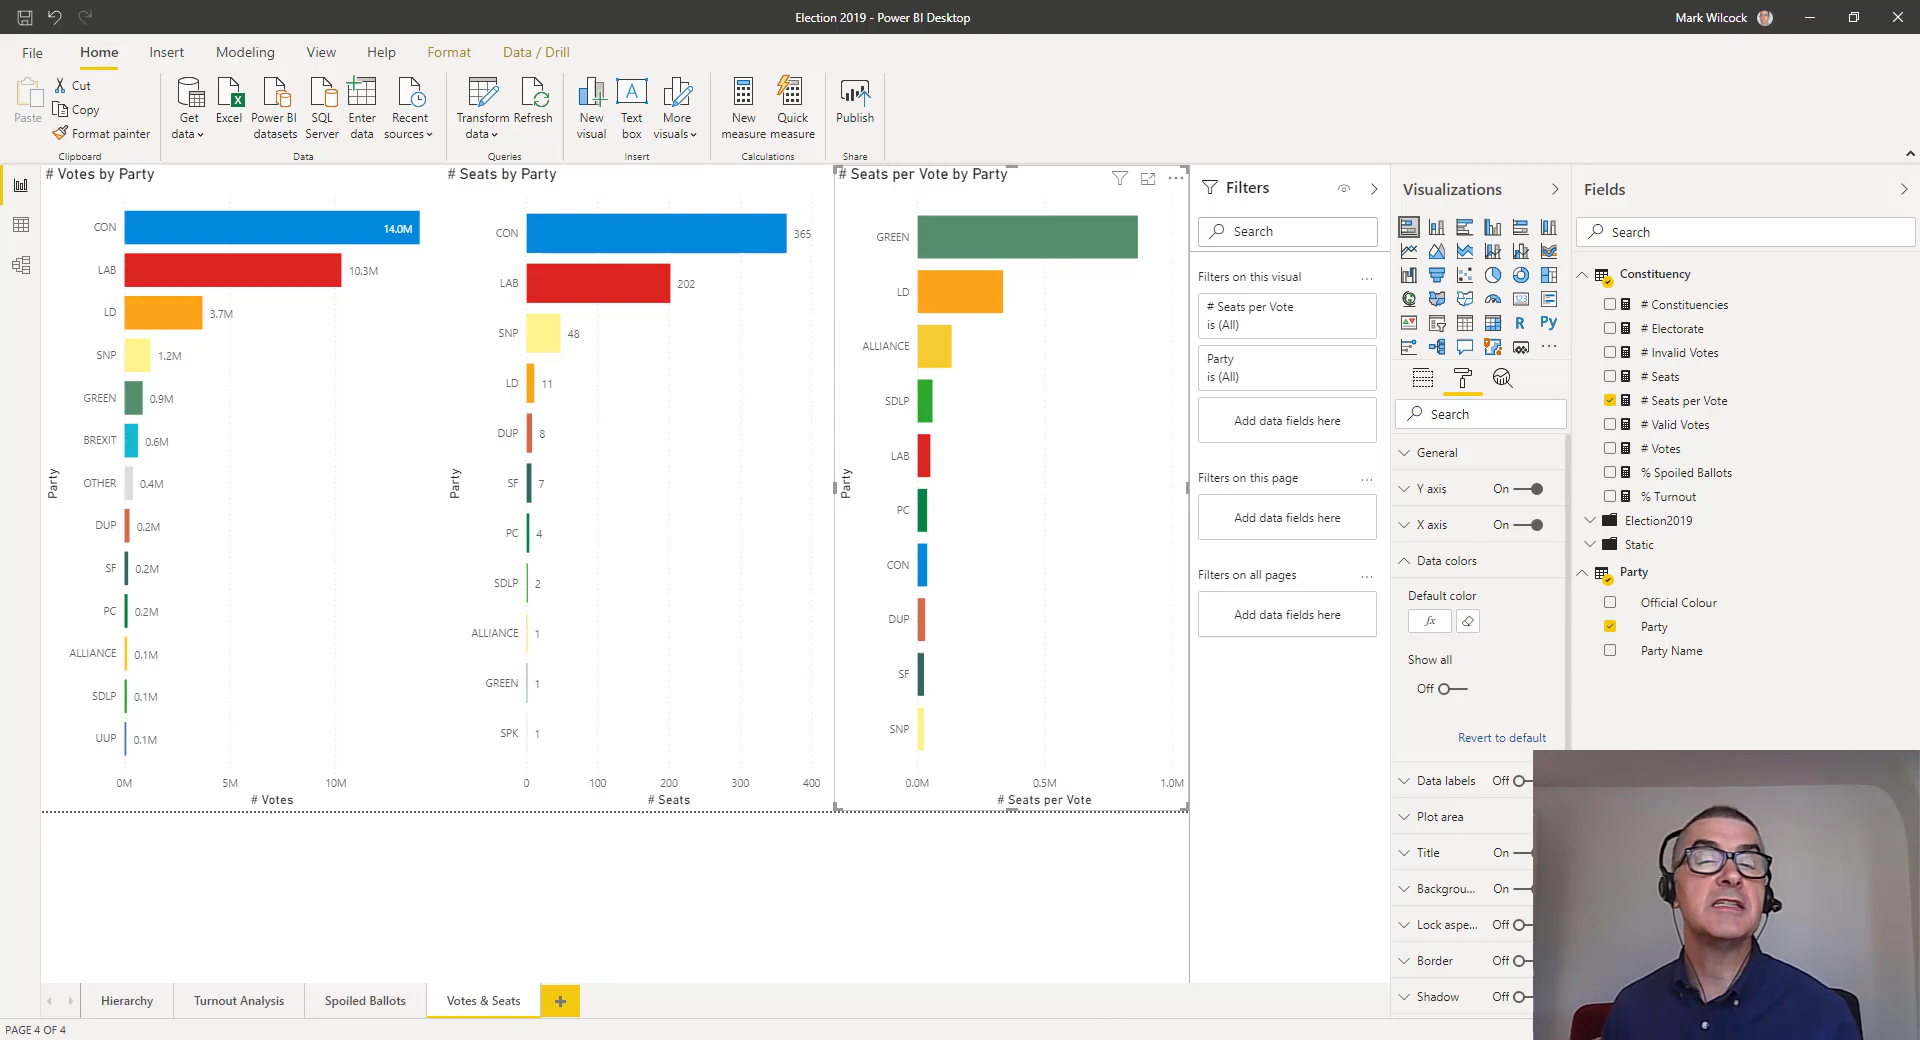 Election 2019 - Power BI Desktop
Mark Wilcock
File
Home
Insert
Modeling
View
Help
Format
Data / Drill
Paste
Cut
Copy
Format painter
Clipboard
Get
data
Excel
Power BI
datasets
SQL
Server
Enter
data
Recent
sources
Data
Transform
data
Refresh
Queries
New
visual
A
Text
box
More
visuals
Insert
New
measure
Quick
measure
Calculations
Publish
Share
# Votes by Party
CON
14.0M
LAB
10.3M
LD
3.7M
SNP
1.2M
GREEN
0.9M
BREXIT
0.6M
OTHER
0.4M
DUP
0.2M
SF
0.2M
PC
0.2M
ALLIANCE
0.1M
SDLP
0.1M
UUP
0.1M
Party
0M
5M
10M
# Votes
# Seats by Party
CON
365
LAB
202
SNP
48
LD
11
DUP
8
SF
7
PC
4
SDLP
2
ALLIANCE
1
GREEN
1
SPK
1
Party
0
100
200
300
400
# Seats
# Seats per Vote by Party
...
GREEN
LD
ALLIANCE
SDLP
LAB
PC
CON
DUP
SF
SNP
Party
0.0M
0.5M
1.0M
# Seats per Vote
Filters
Search
Filters on this visual
...
# Seats per Vote
is (All)
Party
is (All)
Add data fields here
Filters on this page
...
Add data fields here
Filters on all pages
...
Add data fields here
Visualizations
123
R
Py
...
Search
General
Y axis
On
X axis
On
Data colors
Default color
fx
Show all
Off
Revert to default
Data labels
Off
Plot area
Title
On
Backgrou...
On
Lock aspe...
Off
Border
Off
Shadow
Off
Fields
Search
Constituency
# Constituencies
# Electorate
# Invalid Votes
# Seats
# Seats per Vote
# Valid Votes
# Votes
% Spoiled Ballots
% Turnout
Election2019
Static
Party
Official Colour
Party
Party Name
Hierarchy
Turnout Analysis
Spoiled Ballots
Votes & Seats
+
PAGE 4 OF 4